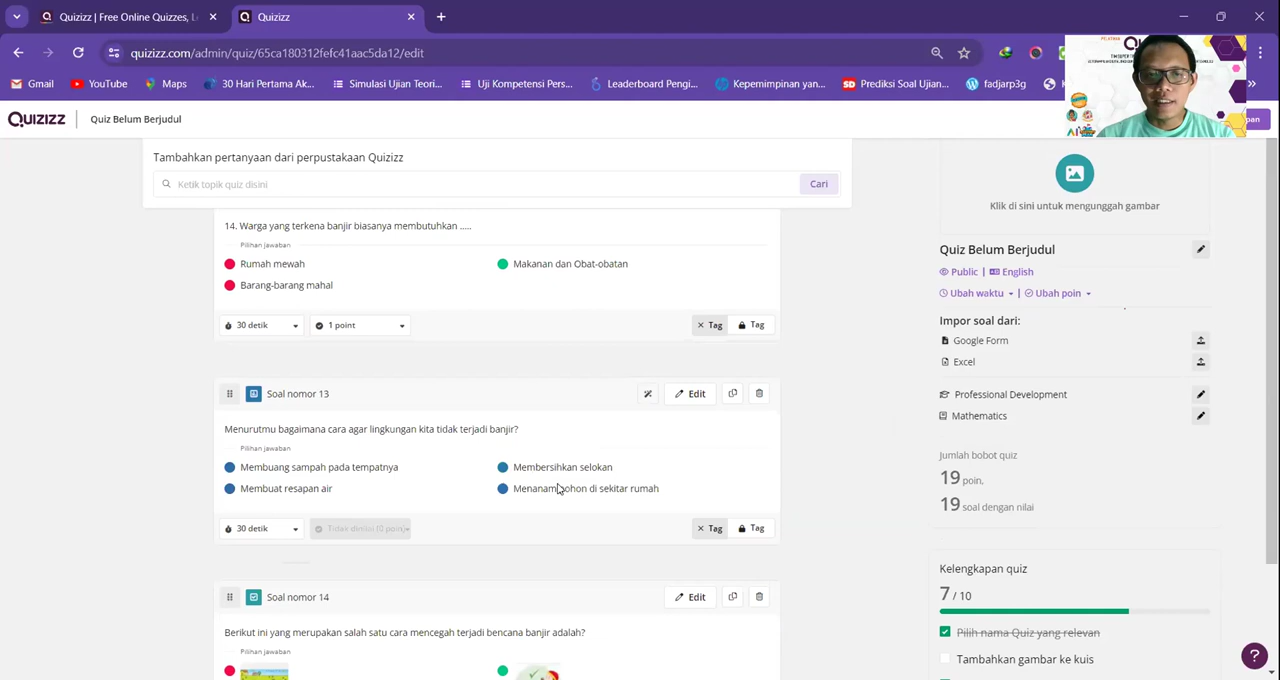 Quizizz | Free Online Quizzes, L
Quizizz
quizizz.com/admin/quiz/65ca180312fefc41aac5da12/edit
Gmail
YouTube
Maps
30 Hari Pertama Ak...
Simulasi Ujian Teori...
Uji Kompetensi Pers...
Leaderboard Pengi...
Kepemimpinan yan...
SD Prediksi Soal Ujian...
fadjarp3g
QUIZIZZ
Quiz Belum Berjudul
pan
Tambahkan pertanyaan dari perpustakaan Quizizz
Ketik topik quiz disini
Cari
14. Warga yang terkena banjir biasanya membutuhkan .....
Pilihan jawaban
Rumah mewah
Makanan dan Obat-obatan
Barang-barang mahal
30 detik
1 point
Tag
Tag
Soal nomor 13
Edit
Menurutmu bagaimana cara agar lingkungan kita tidak terjadi banjir?
Pilihan jawaban
Membuang sampah pada tempatnya
Membersihkan selokan
Membuat resapan air
Menanam pohon di sekitar rumah
30 detik
Tidak dinilai (0 poin)
Tag
Tag
Soal nomor 14
Edit
Berikut ini yang merupakan salah satu cara mencegah terjadi bencana banjir adalah?
Pilihan jawaban
Klik di sini untuk mengunggah gambar
Quiz Belum Berjudul
Public | English
Ubah waktu | Ubah poin
Impor soal dari:
Google Form
Excel
Professional Development
Mathematics
Jumlah bobot quiz
19 poin,
19 soal dengan nilai
Kelengkapan quiz
7 / 10
Pilih nama Quiz yang relevan
Tambahkan gambar ke kuis